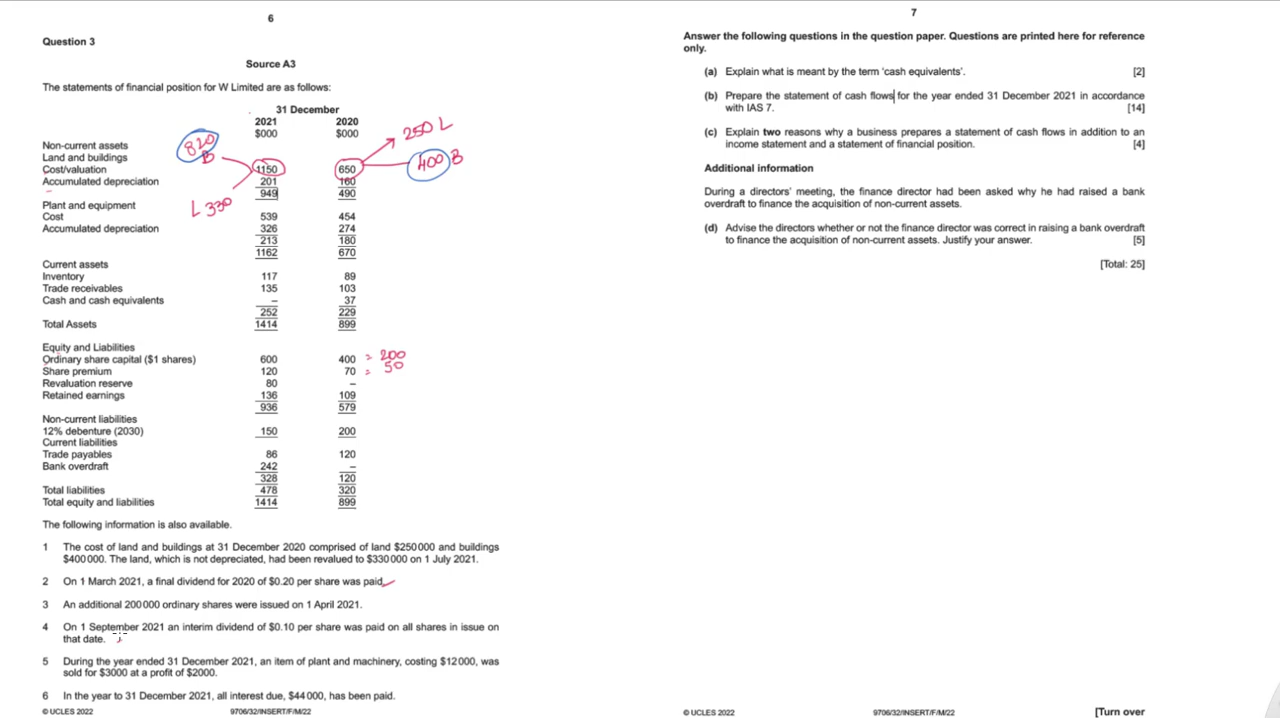 6
Question 3
Source A3
The statements of financial position for W Limited are as follows:
31 December
2021 2020
$000 $000
Non-current assets
Land and buildings
Cost/valuation 1150 650
Accumulated depreciation 201 160
949 490
Plant and equipment
Cost 539 454
Accumulated depreciation 326 274
213 180
1162 670
Current assets
Inventory 117 89
Trade receivables 135 103
Cash and cash equivalents – 37
252 229
Total Assets 1414 899
Equity and Liabilities
Ordinary share capital ($1 shares) 600 400 = 200
Share premium 120 70 = 50
Revaluation reserve 80 –
Retained earnings 136 109
936 579
Non-current liabilities
12% debenture (2030) 150 200
Current liabilities
Trade payables 86 120
Bank overdraft 242 –
328 120
Total liabilities 478 320
Total equity and liabilities 1414 899
820
B
L 330
250 L
400 B
The following information is also available.
1 The cost of land and buildings at 31 December 2020 comprised of land $250000 and buildings
$400000. The land, which is not depreciated, had been revalued to $330000 on 1 July 2021.
2 On 1 March 2021, a final dividend for 2020 of $0.20 per share was paid.
3 An additional 200000 ordinary shares were issued on 1 April 2021.
4 On 1 September 2021 an interim dividend of $0.10 per share was paid on all shares in issue on
that date.
5 During the year ended 31 December 2021, an item of plant and machinery, costing $12000, was
sold for $3000 at a profit of $2000.
6 In the year to 31 December 2021, all interest due, $44000, has been paid.
© UCLES 2022 9706/32/INSERT/F/M/22
7
Answer the following questions in the question paper. Questions are printed here for reference
only.
(a) Explain what is meant by the term 'cash equivalents'. [2]
(b) Prepare the statement of cash flows for the year ended 31 December 2021 in accordance
with IAS 7. [14]
(c) Explain two reasons why a business prepares a statement of cash flows in addition to an
income statement and a statement of financial position. [4]
Additional information
During a directors' meeting, the finance director had been asked why he had raised a bank
overdraft to finance the acquisition of non-current assets.
(d) Advise the directors whether or not the finance director was correct in raising a bank overdraft
to finance the acquisition of non-current assets. Justify your answer. [5]
[Total: 25]
© UCLES 2022 9706/32/INSERT/F/M/22 [Turn over